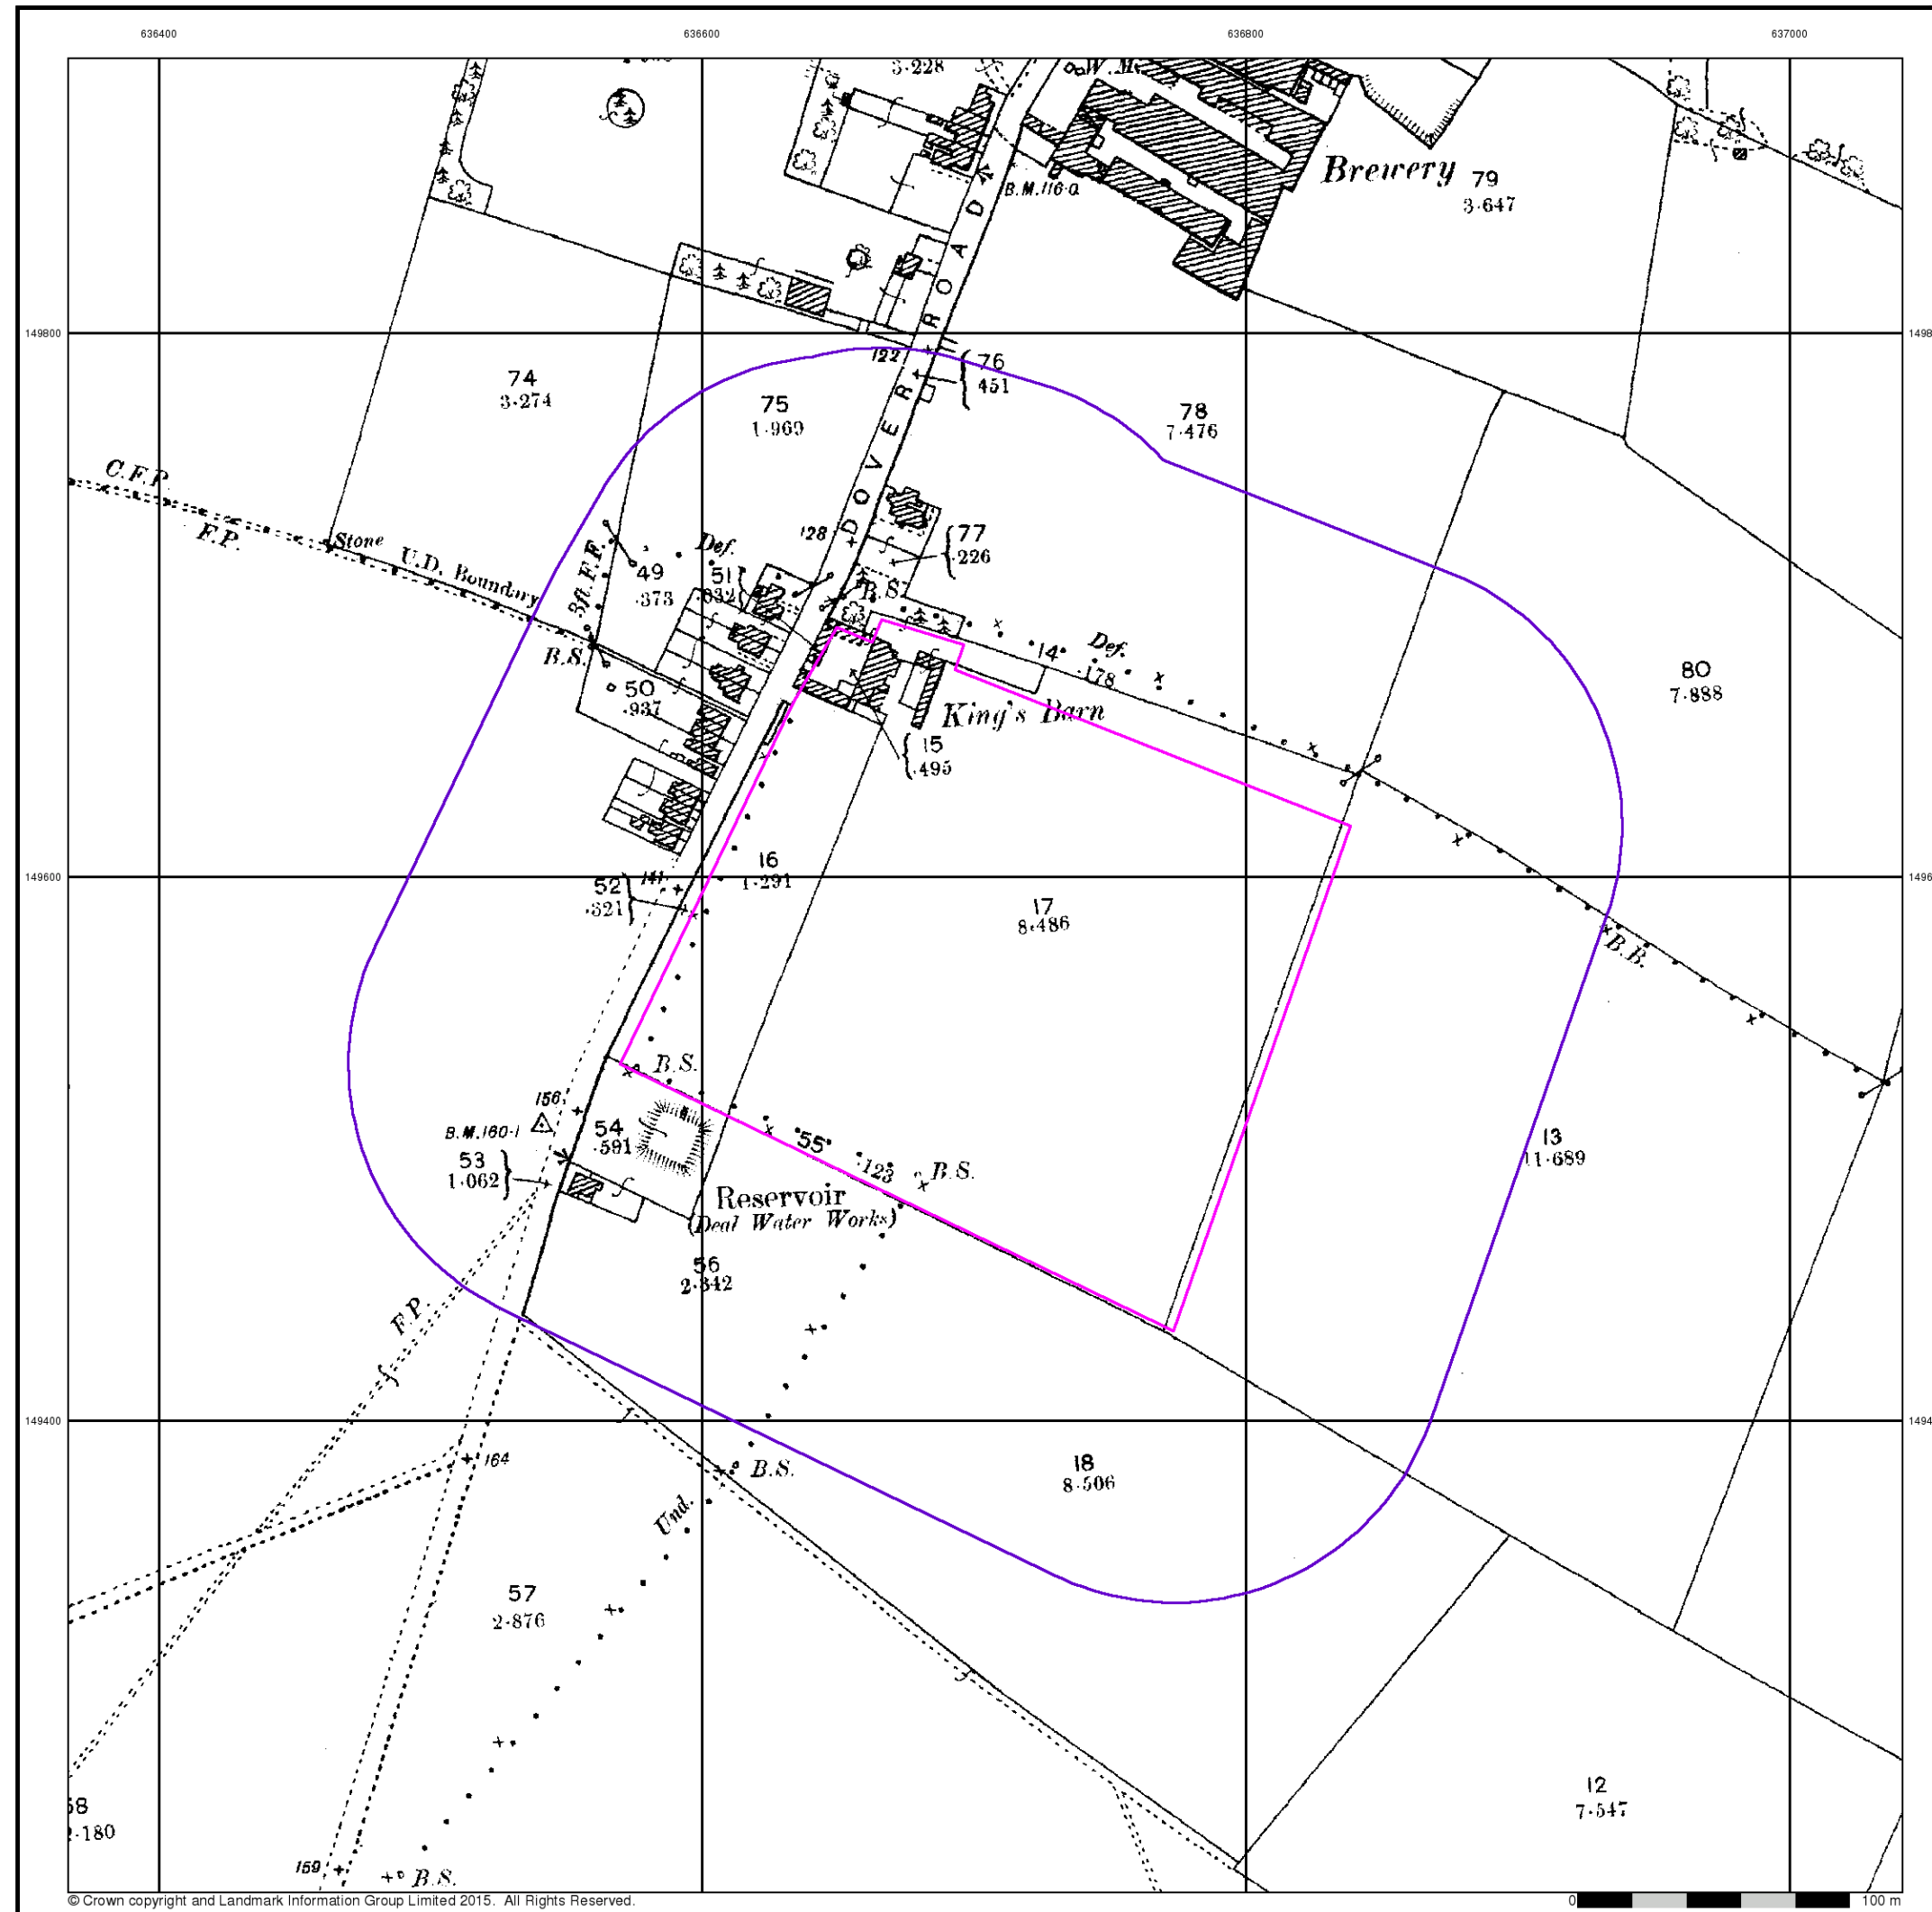 636400 636600 636800 637000
3·228
W.M.
Brewery
79
3·647
B.M.116·0
149800
122
76
·451
74
3·274
75
1·969
78
7·476
DOVER ROAD
C.F.P.
F.P.
Stone
U.D. Boundary
3ft. F.F.
Def.
128
77
·226
49
·373
51
·032
B.S.
14
·178
Def.
80
7·888
B.S.
50
·937
King's Barn
15
·495
16
1·291
149600
141
52
·321
17
8·486
B.B.
B.S.
156
B.M.160·1
54
·591
55
·123
B.S.
13
11·689
53
1·062
Reservoir
(Deal Water Works)
56
2·842
F.P.
149400
164
B.S.
18
8·506
Und.
57
2·876
12
7·547
159
B.S.
© Crown copyright and Landmark Information Group Limited 2015. All Rights Reserved.
0 100 m